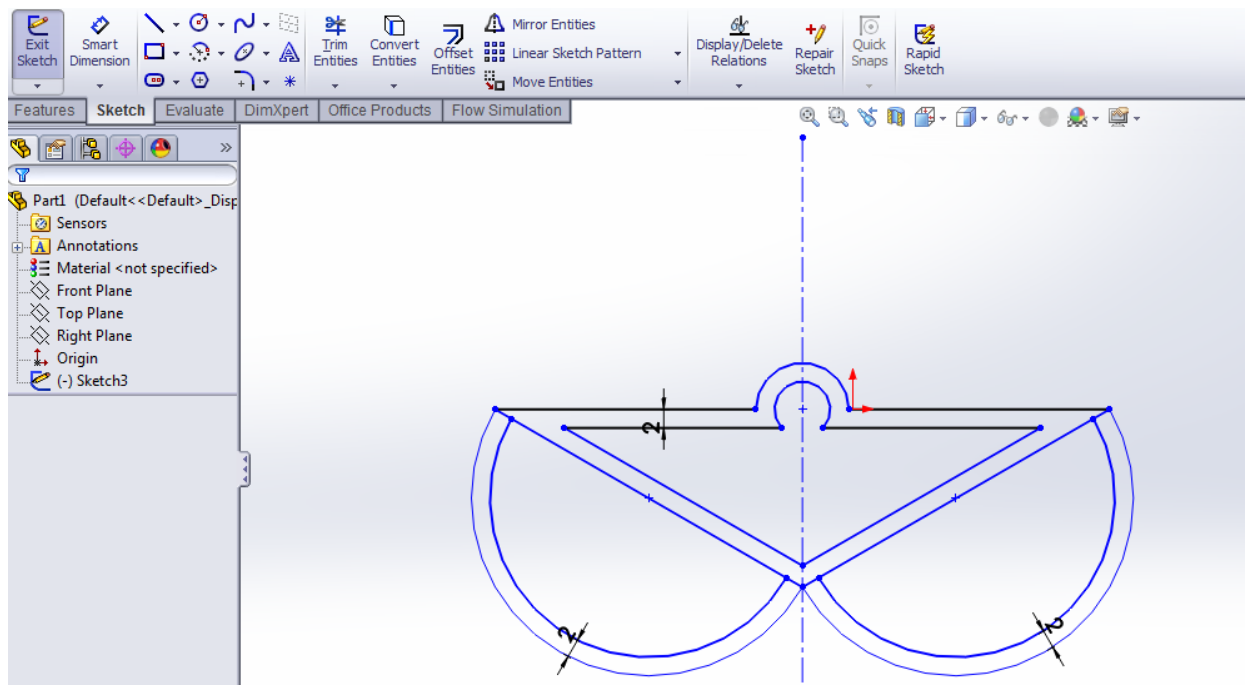 Exit Sketch
Smart Dimension
Trim Entities
Convert Entities
Offset Entities
Mirror Entities
Linear Sketch Pattern
Move Entities
Display/Delete Relations
Repair Sketch
Quick Snaps
Rapid Sketch
Features
Sketch
Evaluate
DimXpert
Office Products
Flow Simulation
Part1 (Default<<Default>_Disp
Sensors
Annotations
Material <not specified>
Front Plane
Top Plane
Right Plane
Origin
(-) Sketch3
2
2
2